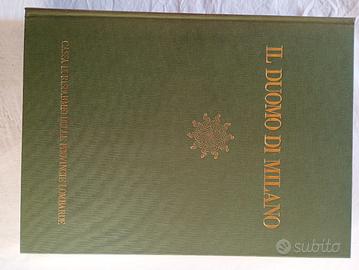 IL DUOMO DI MILANO
CASSA DI RISPARMIO DELLE PROVINCIE LOMBARDE
subito